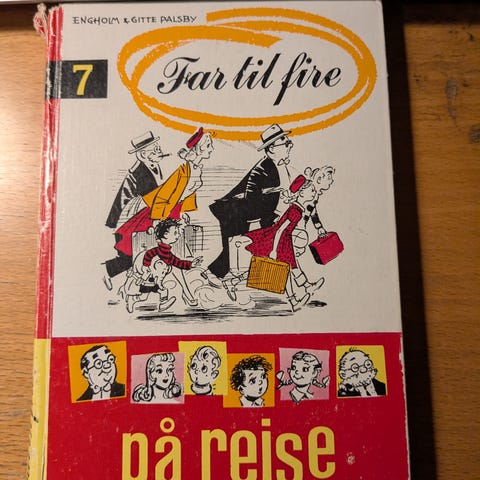 ENGHOLM & GITTE PALSBY
7
Far til fire
på reise